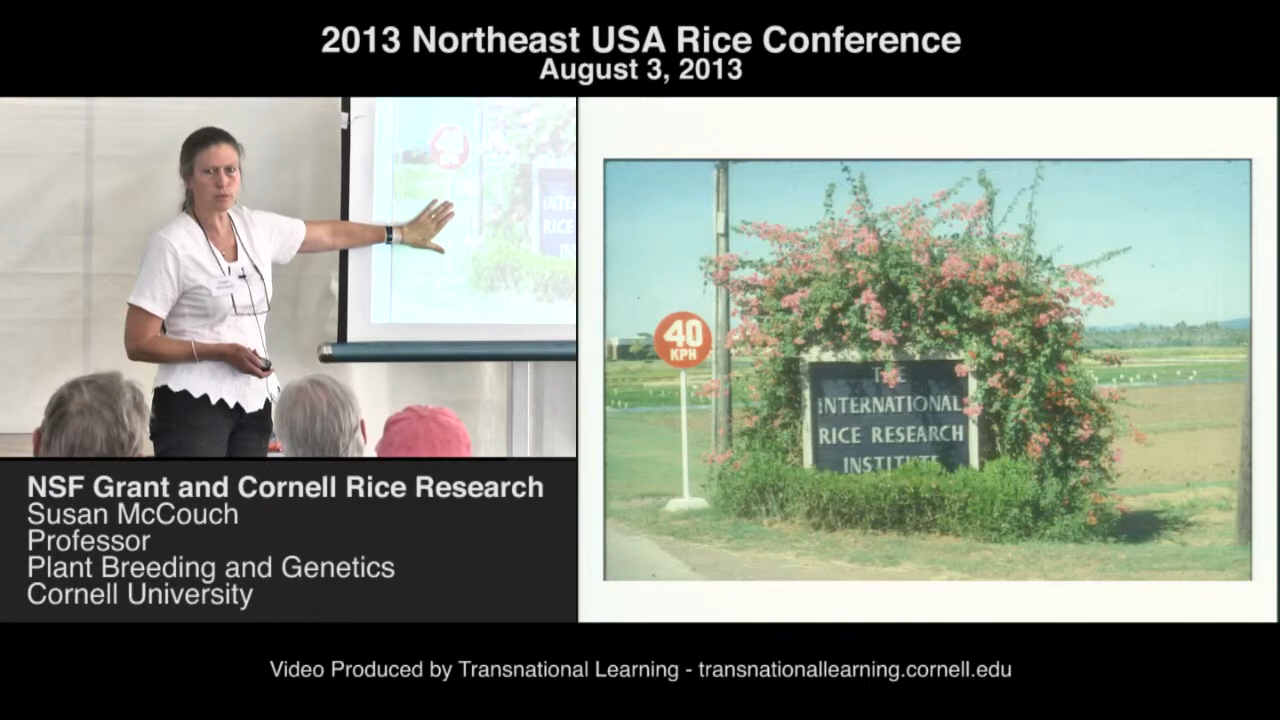 2013 Northeast USA Rice Conference
August 3, 2013
40
KPH
THE
INTERNATIONAL
RICE RESEARCH
INSTITUTE
NSF Grant and Cornell Rice Research
Susan McCouch
Professor
Plant Breeding and Genetics
Cornell University
Video Produced by Transnational Learning - transnationallearning.cornell.edu